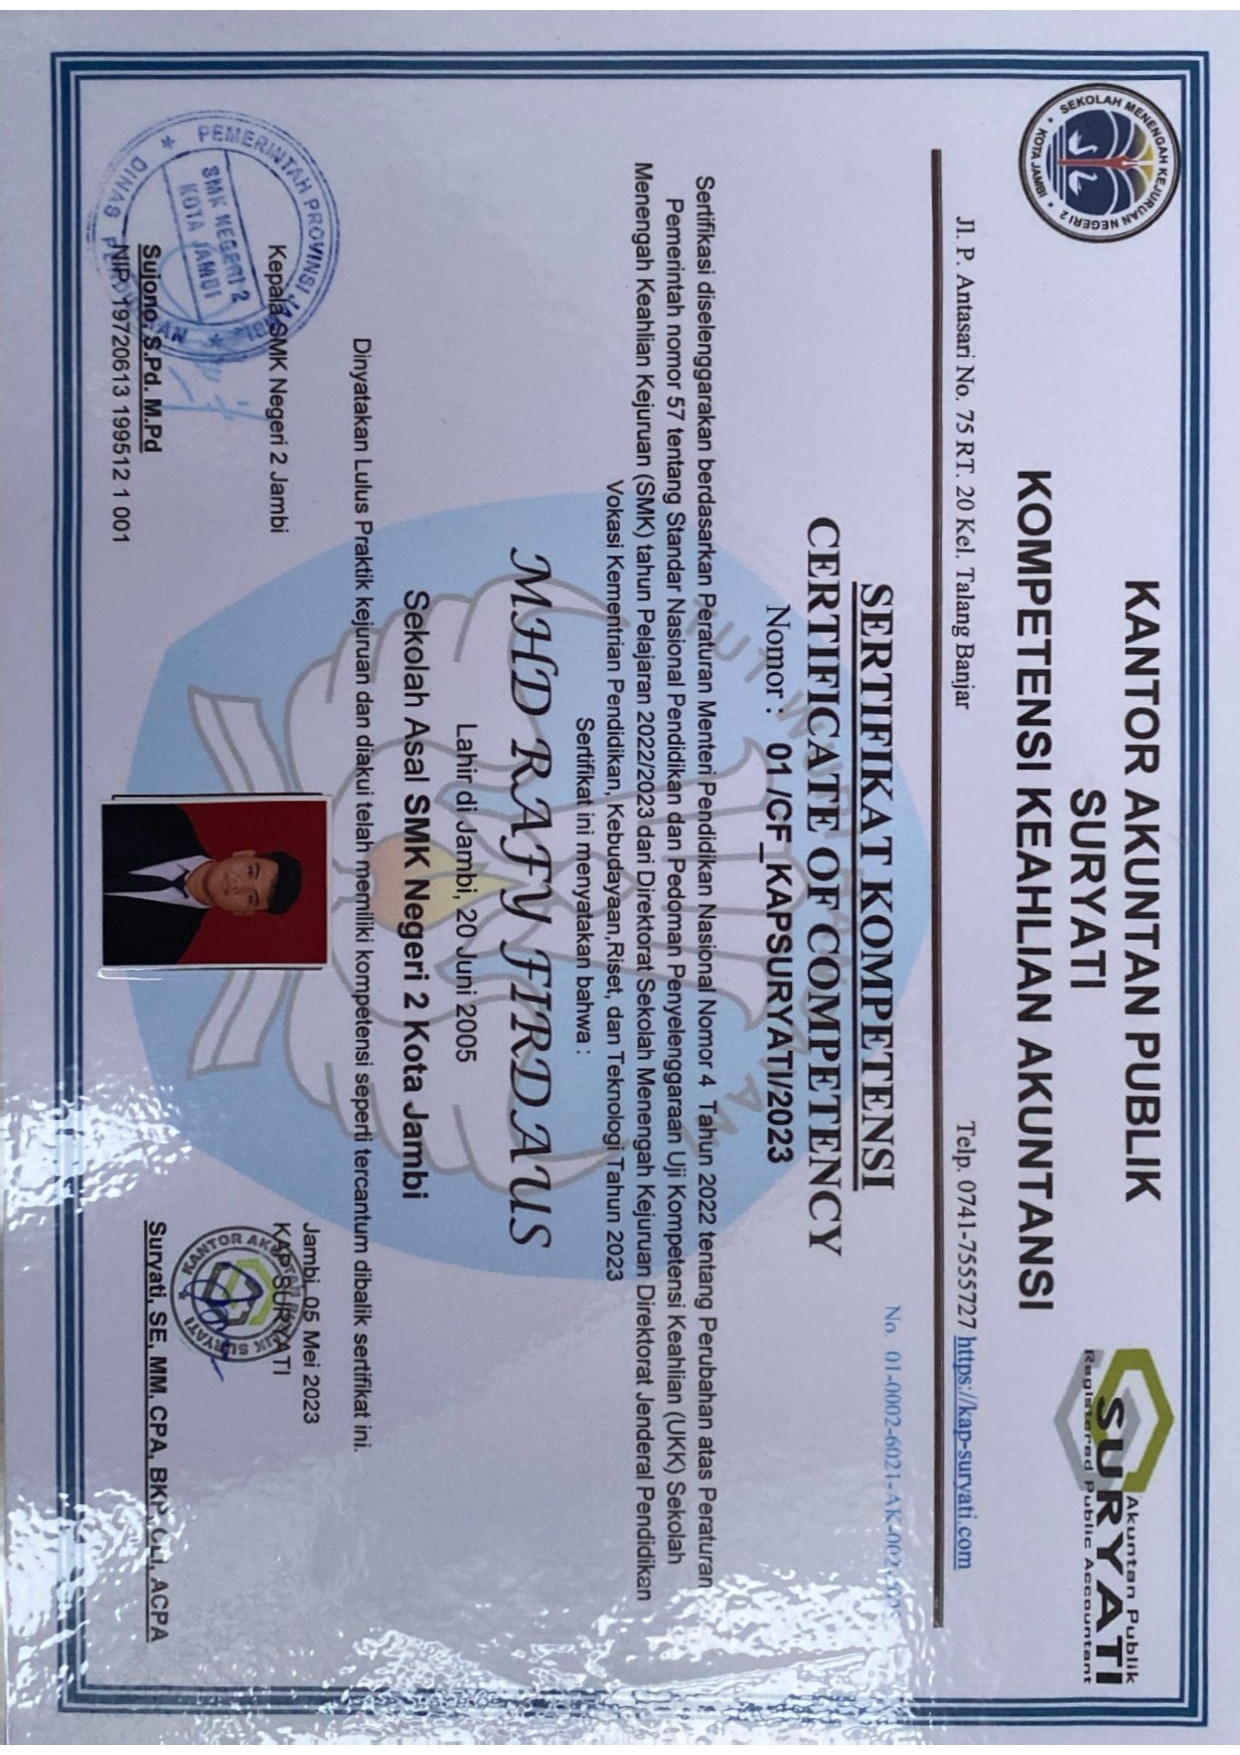 SEKOLAH MENENGAH KEJURUAN NEGERI 2
KOTA JAMBI
KANTOR AKUNTAN PUBLIK
SURYATI
KOMPETENSI KEAHLIAN AKUNTANSI
Akuntan Publik
SURYATI
Registered Public Accountant
Jl. P. Antasari No. 75 RT. 20 Kel. Talang Banjar
Telp. 0741-7555727 https://kap-suryati.com
No. 01-0002-6021-AK-002
SERTIFIKAT KOMPETENSI
CERTIFICATE OF COMPETENCY
Nomor : 01 /CF_KAPSURYATI/2023
TUT WURI HANDAYANI
Sertifikasi diselenggarakan berdasarkan Peraturan Menteri Pendidikan Nasional Nomor 4 Tahun 2022 tentang Perubahan atas Peraturan
Pemerintah nomor 57 tentang Standar Nasional Pendidikan dan Pedoman Penyelenggaraan Uji Kompetensi Keahlian (UKK) Sekolah
Menengah Keahlian Kejuruan (SMK) tahun Pelajaran 2022/2023 dari Direktorat Sekolah Menengah Kejuruan Direktorat Jenderal Pendidikan
Vokasi Kementrian Pendidikan, Kebudayaan,Riset, dan Teknologi Tahun 2023
Sertifikat ini menyatakan bahwa :
MHD RAFY FIRDAUS
Lahir di Jambi, 20 Juni 2005
Sekolah Asal SMK Negeri 2 Kota Jambi
Dinyatakan Lulus Praktik kejuruan dan diakui telah memiliki kompetensi seperti tercantum dibalik sertifikat ini.
Kepala SMK Negeri 2 Jambi
PEMERINTAH PROVINSI JAMBI
SMK NEGERI 2
KOTA JAMBI
DINAS PENDIDIKAN
Sujono, S.Pd. M.Pd
NIP. 19720613 199512 1 001
Jambi, 05 Mei 2023
KAP SURYATI
KANTOR AKUNTAN PUBLIK SURYATI
Suryati, SE, MM, CPA, BKP, CLI, ACPA